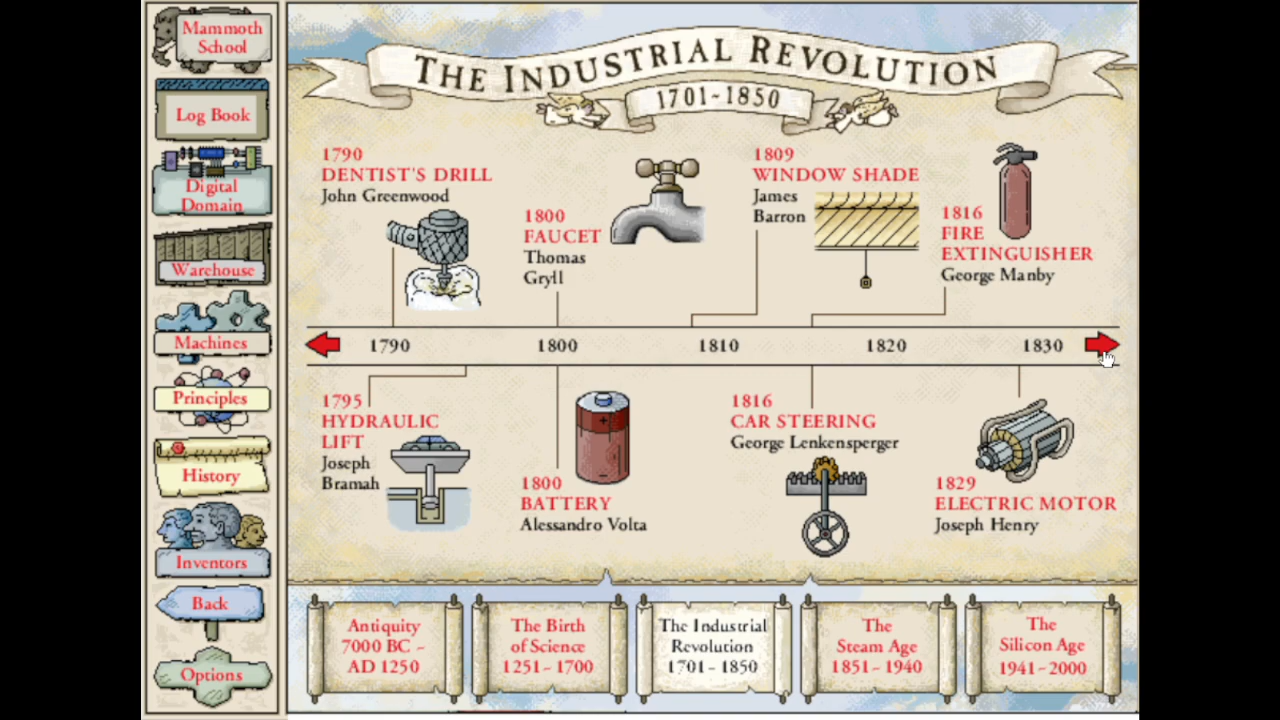 Mammoth
School
Log Book
Digital
Domain
Warehouse
Machines
Principles
History
Inventors
Back
Options
THE INDUSTRIAL REVOLUTION
1701~1850
1790
DENTIST'S DRILL
John Greenwood
1800
FAUCET
Thomas
Gryll
1809
WINDOW SHADE
James
Barron
1816
FIRE
EXTINGUISHER
George Manby
1790 1800 1810 1820 1830
1795
HYDRAULIC
LIFT
Joseph
Bramah
1800
BATTERY
Alessandro Volta
1816
CAR STEERING
George Lenkensperger
1829
ELECTRIC MOTOR
Joseph Henry
Antiquity
7000 BC ~
AD 1250
The Birth
of Science
1251~1700
The Industrial
Revolution
1701~1850
The
Steam Age
1851~1940
The
Silicon Age
1941~2000